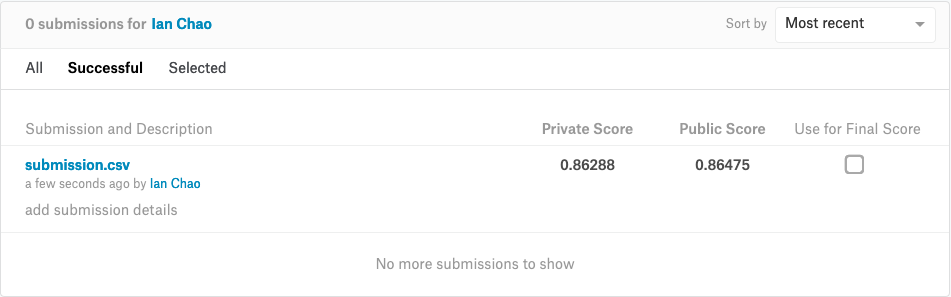 0 submissions for Ian Chao
Sort by Most recent
All Successful Selected
Submission and Description Private Score Public Score Use for Final Score
submission.csv 0.86288 0.86475
a few seconds ago by Ian Chao
add submission details
No more submissions to show